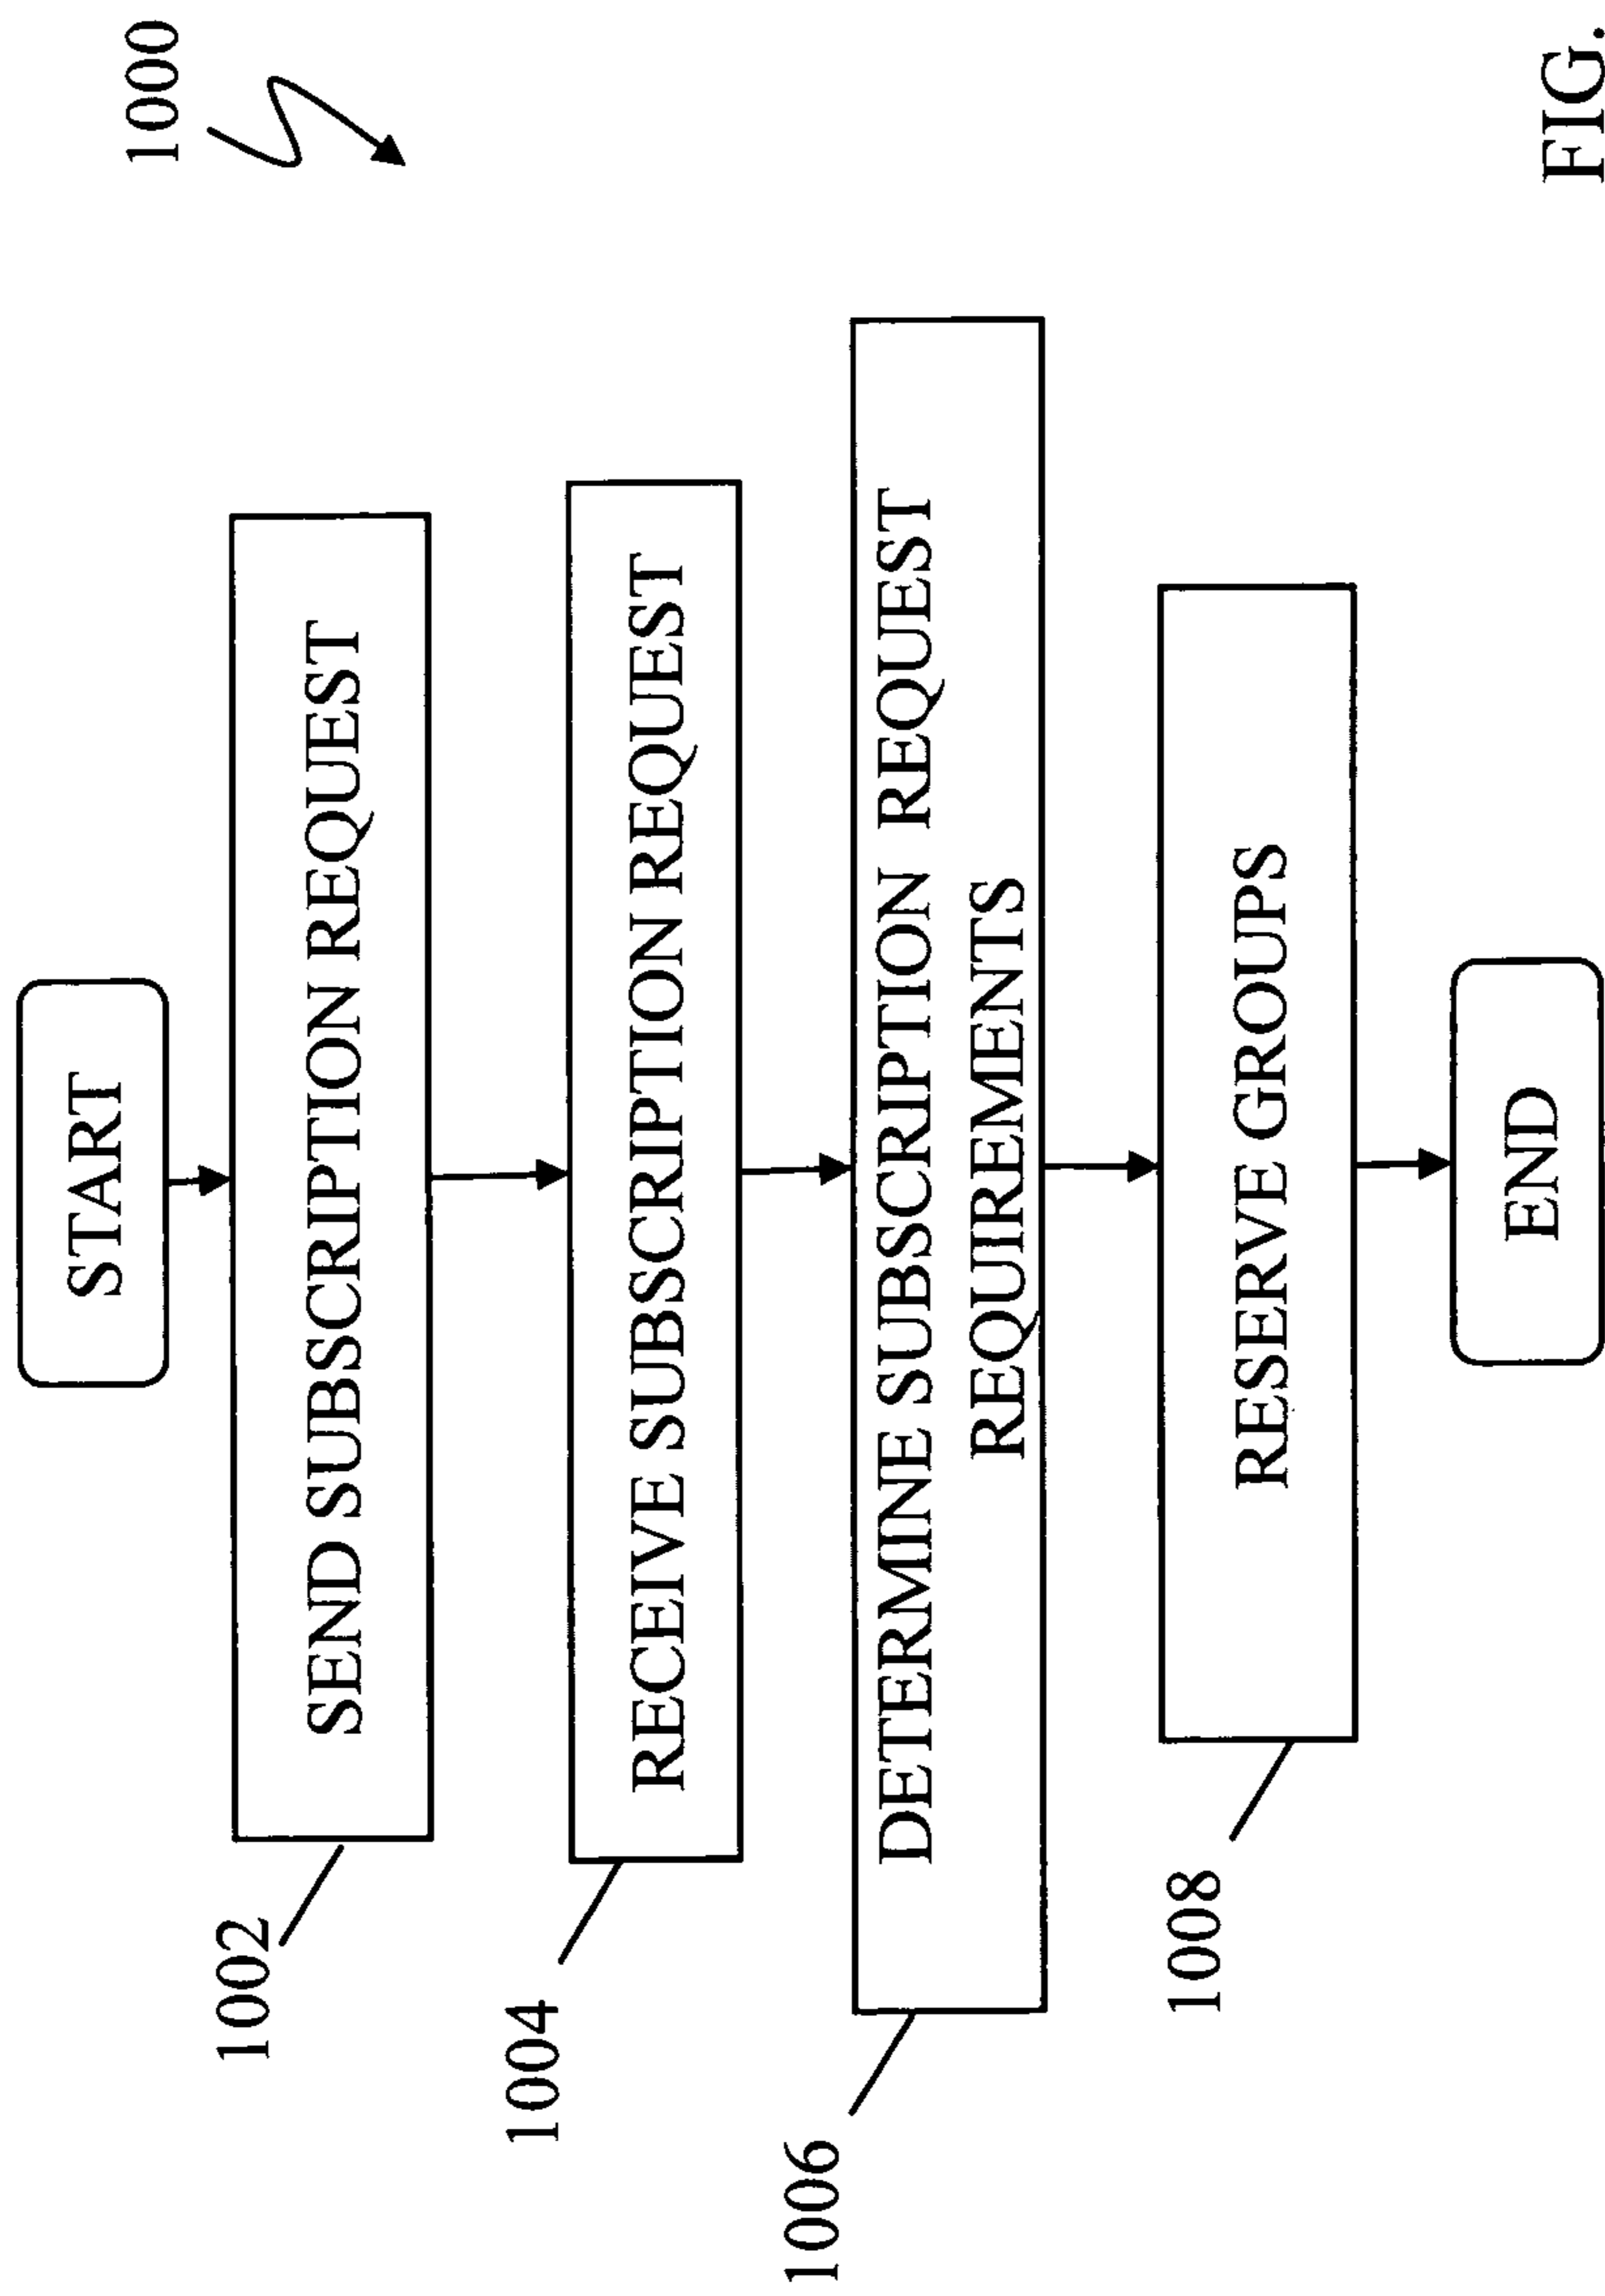 1000
START
SEND SUBSCRIPTION REQUEST
1002
RECEIVE SUBSCRIPTION REQUEST
1004
DETERMINE SUBSCRIPTION REQUEST
REQUIREMENTS
1006
RESERVE GROUPS
1008
END
FIG.